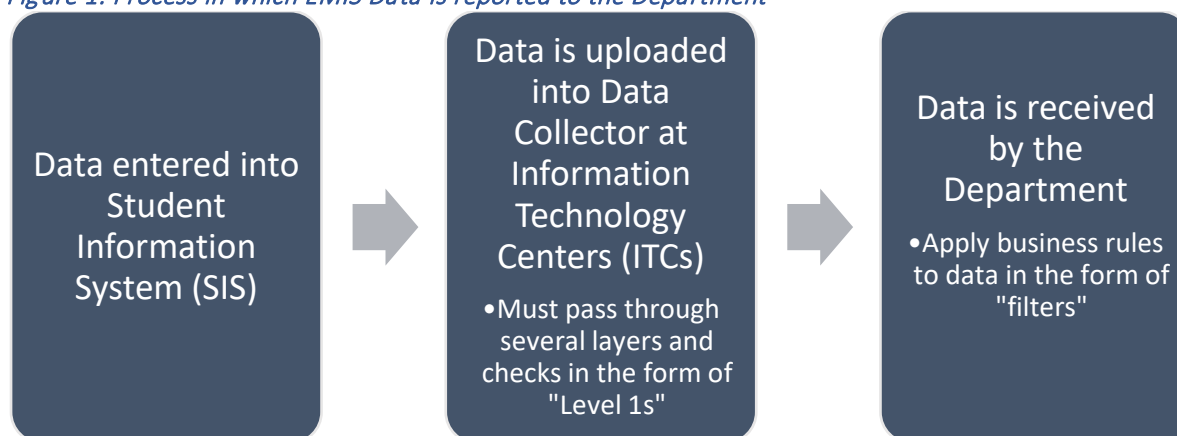 Figure 1: Process in which EMIS Data is reported to the Department
Data entered into
Student
Information
System (SIS)
Data is uploaded
into Data
Collector at
Information
Technology
Centers (ITCs)
•Must pass through
several layers and
checks in the form of
"Level 1s"
Data is received
by the
Department
•Apply business rules
to data in the form of
"filters"